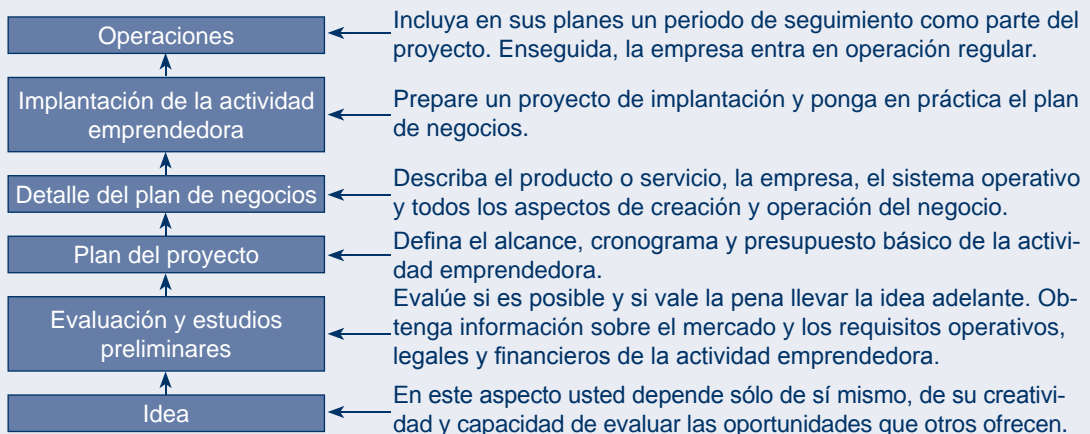 Operaciones
Incluya en sus planes un periodo de seguimiento como parte del
proyecto. Enseguida, la empresa entra en operación regular.
Implantación de la actividad
emprendedora
Prepare un proyecto de implantación y ponga en práctica el plan
de negocios.
Detalle del plan de negocios
Describa el producto o servicio, la empresa, el sistema operativo
y todos los aspectos de creación y operación del negocio.
Plan del proyecto
Defina el alcance, cronograma y presupuesto básico de la activi-
dad emprendedora.
Evaluación y estudios
preliminares
Evalúe si es posible y si vale la pena llevar la idea adelante. Ob-
tenga información sobre el mercado y los requisitos operativos,
legales y financieros de la actividad emprendedora.
Idea
En este aspecto usted depende sólo de sí mismo, de su creativi-
dad y capacidad de evaluar las oportunidades que otros ofrecen.